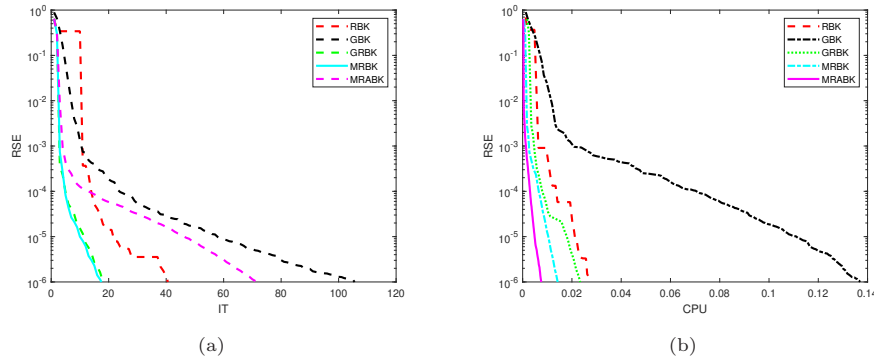 10^0
10^-1
10^-2
10^-3
10^-4
10^-5
10^-6
RSE
0 20 40 60 80 100 120
IT
RBK
GBK
GRBK
MRBK
MRABK
(a)
10^0
10^-1
10^-2
10^-3
10^-4
10^-5
10^-6
RSE
0 0.02 0.04 0.06 0.08 0.1 0.12 0.14
CPU
RBK
GBK
GRBK
MRBK
MRABK
(b)